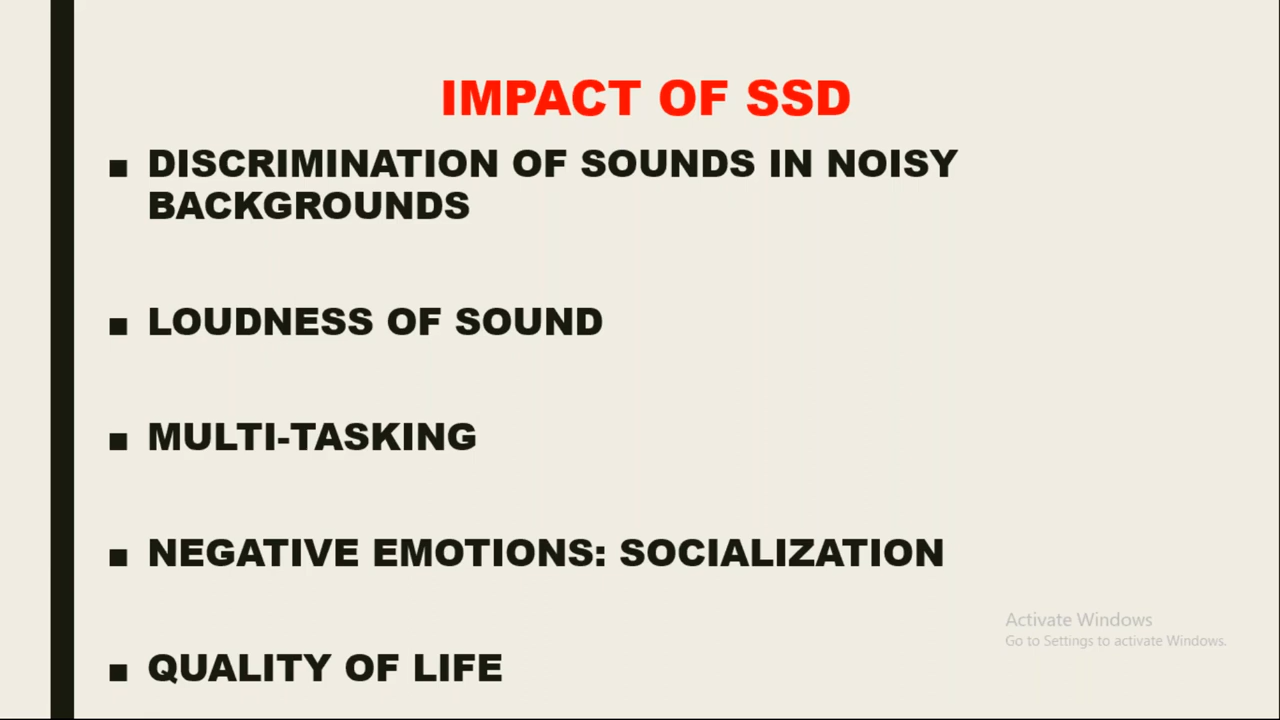 IMPACT OF SSD
■ DISCRIMINATION OF SOUNDS IN NOISY
BACKGROUNDS
■ LOUDNESS OF SOUND
■ MULTI-TASKING
■ NEGATIVE EMOTIONS: SOCIALIZATION
Activate Windows
Go to Settings to activate Windows.
■ QUALITY OF LIFE